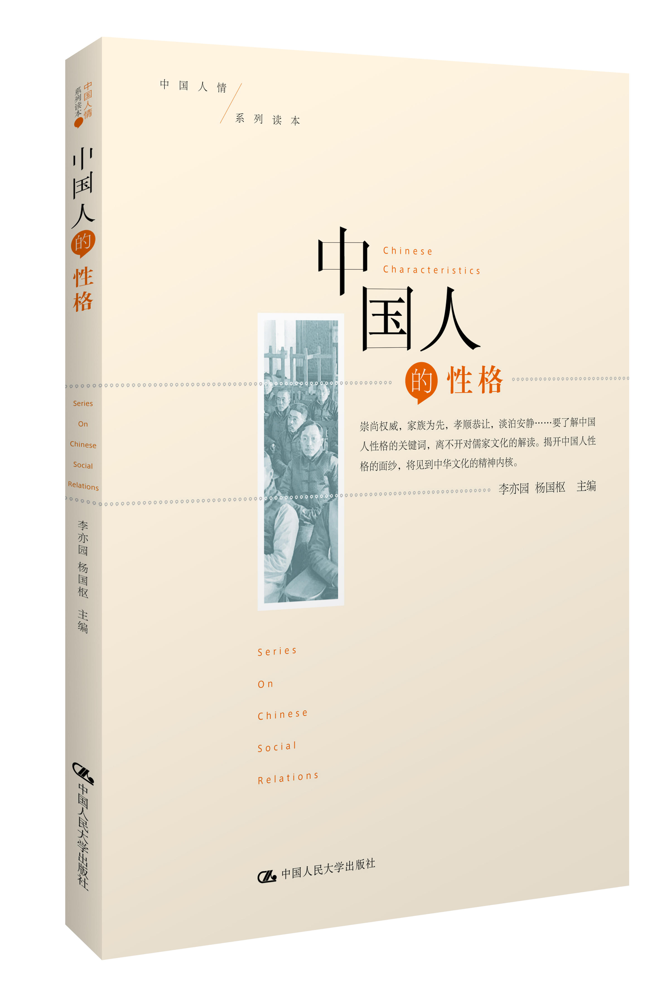 中国人情
系列读本
中
Chinese
Characteristics
国人
的性格
崇尚权威，家族为先，孝顺恭让，淡泊安静……要了解中国
人性格的关键词，离不开对儒家文化的解读。揭开中国人性
格的面纱，将见到中华文化的精神内核。
李亦园 杨国枢 主编
Series
On
Chinese
Social
Relations
中国人民大学出版社
中国人情
系列读本
中国人的性格
Series
On
Chinese
Social
Relations
李亦园 杨国枢 主编
中国人民大学出版社